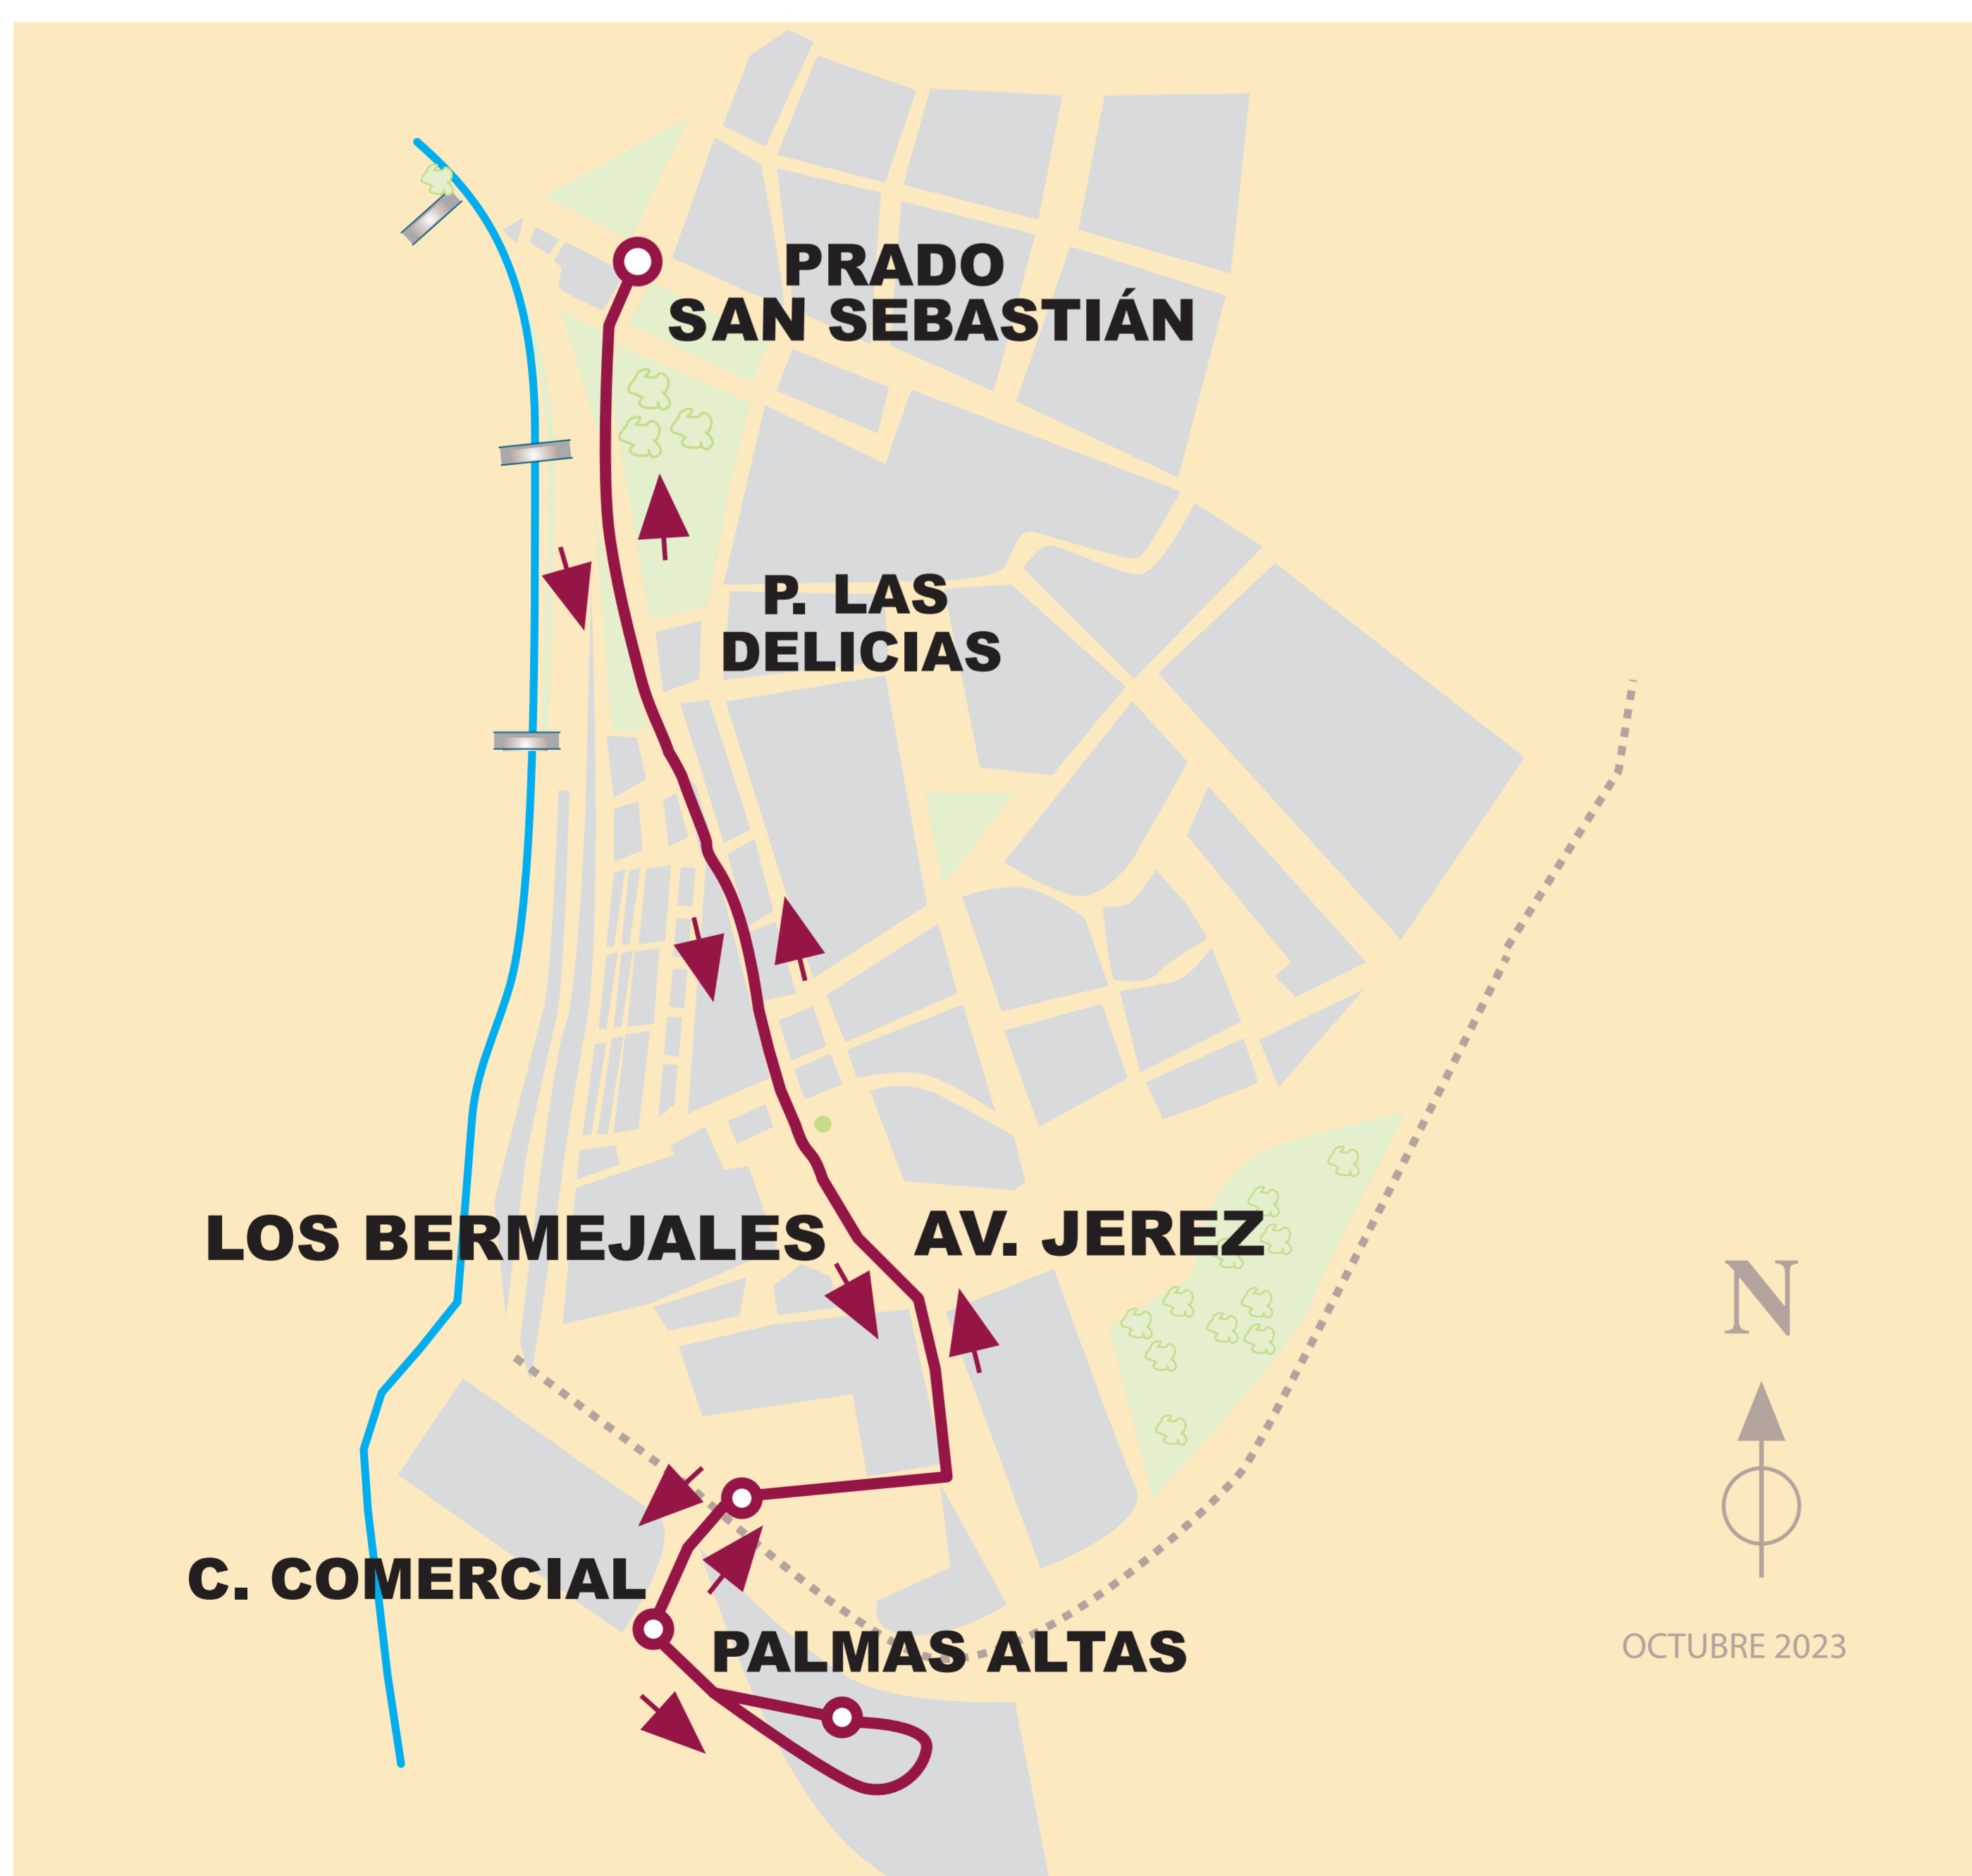 PRADO
SAN SEBASTIÁN
P. LAS
DELICIAS
LOS BERMEJALES
AV. JEREZ
N
C. COMERCIAL
PALMAS ALTAS
OCTUBRE 2023